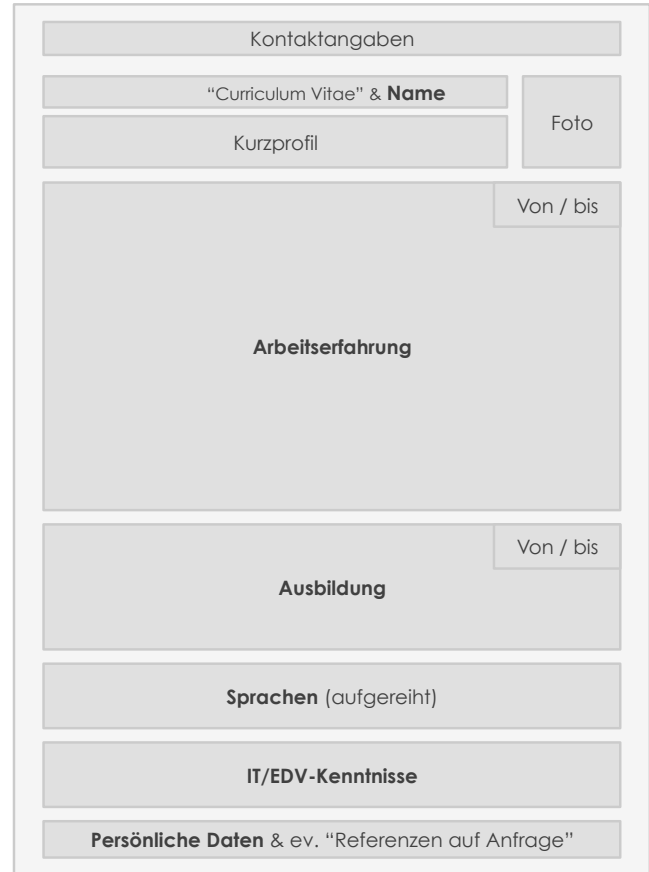 Kontaktangaben
“Curriculum Vitae” & Name
Foto
Kurzprofil
Von / bis
Arbeitserfahrung
Von / bis
Ausbildung
Sprachen (aufgereiht)
IT/EDV-Kenntnisse
Persönliche Daten & ev. “Referenzen auf Anfrage”